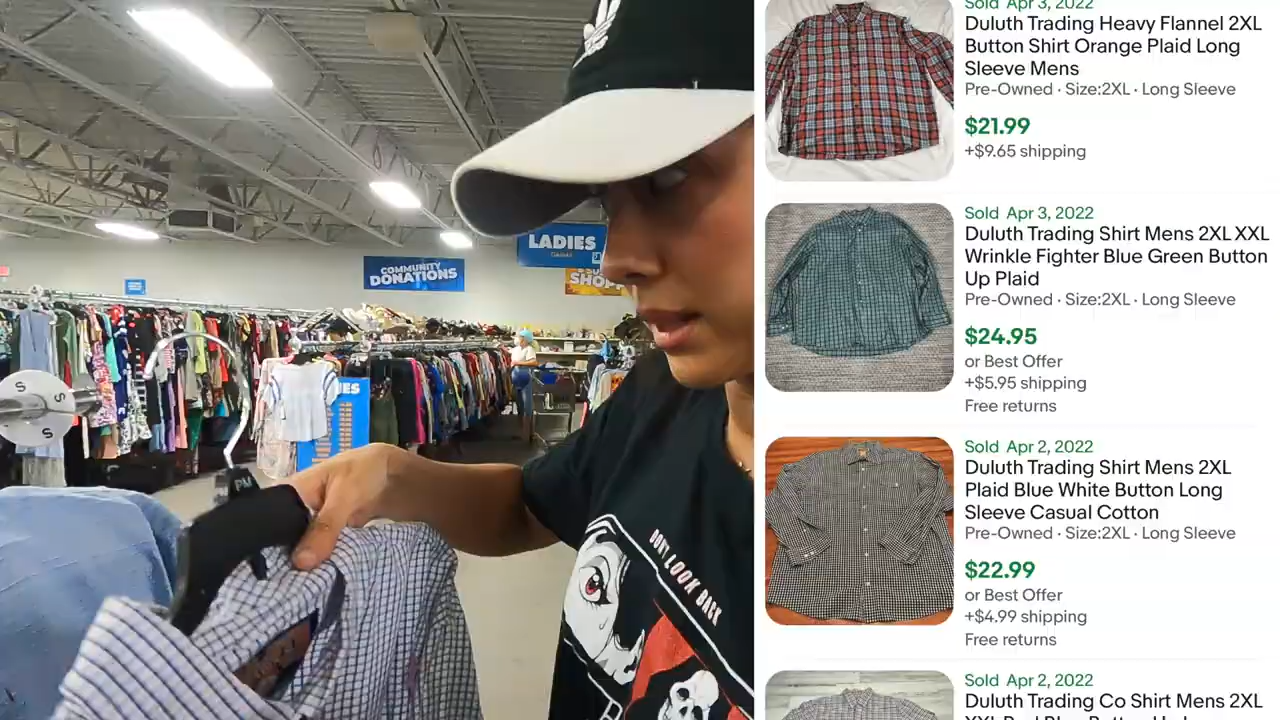 LADIES
COMMUNITY
DONATIONS
SHOPP
IES
S
S
S
PM
DON'T LOOK BACK
Sold Apr 3, 2022
Duluth Trading Heavy Flannel 2XL
Button Shirt Orange Plaid Long
Sleeve Mens
Pre-Owned · Size:2XL · Long Sleeve
$21.99
+$9.65 shipping
Sold Apr 3, 2022
Duluth Trading Shirt Mens 2XL XXL
Wrinkle Fighter Blue Green Button
Up Plaid
Pre-Owned · Size:2XL · Long Sleeve
$24.95
or Best Offer
+$5.95 shipping
Free returns
Sold Apr 2, 2022
Duluth Trading Shirt Mens 2XL
Plaid Blue White Button Long
Sleeve Casual Cotton
Pre-Owned · Size:2XL · Long Sleeve
$22.99
or Best Offer
+$4.99 shipping
Free returns
Sold Apr 2, 2022
Duluth Trading Co Shirt Mens 2XL